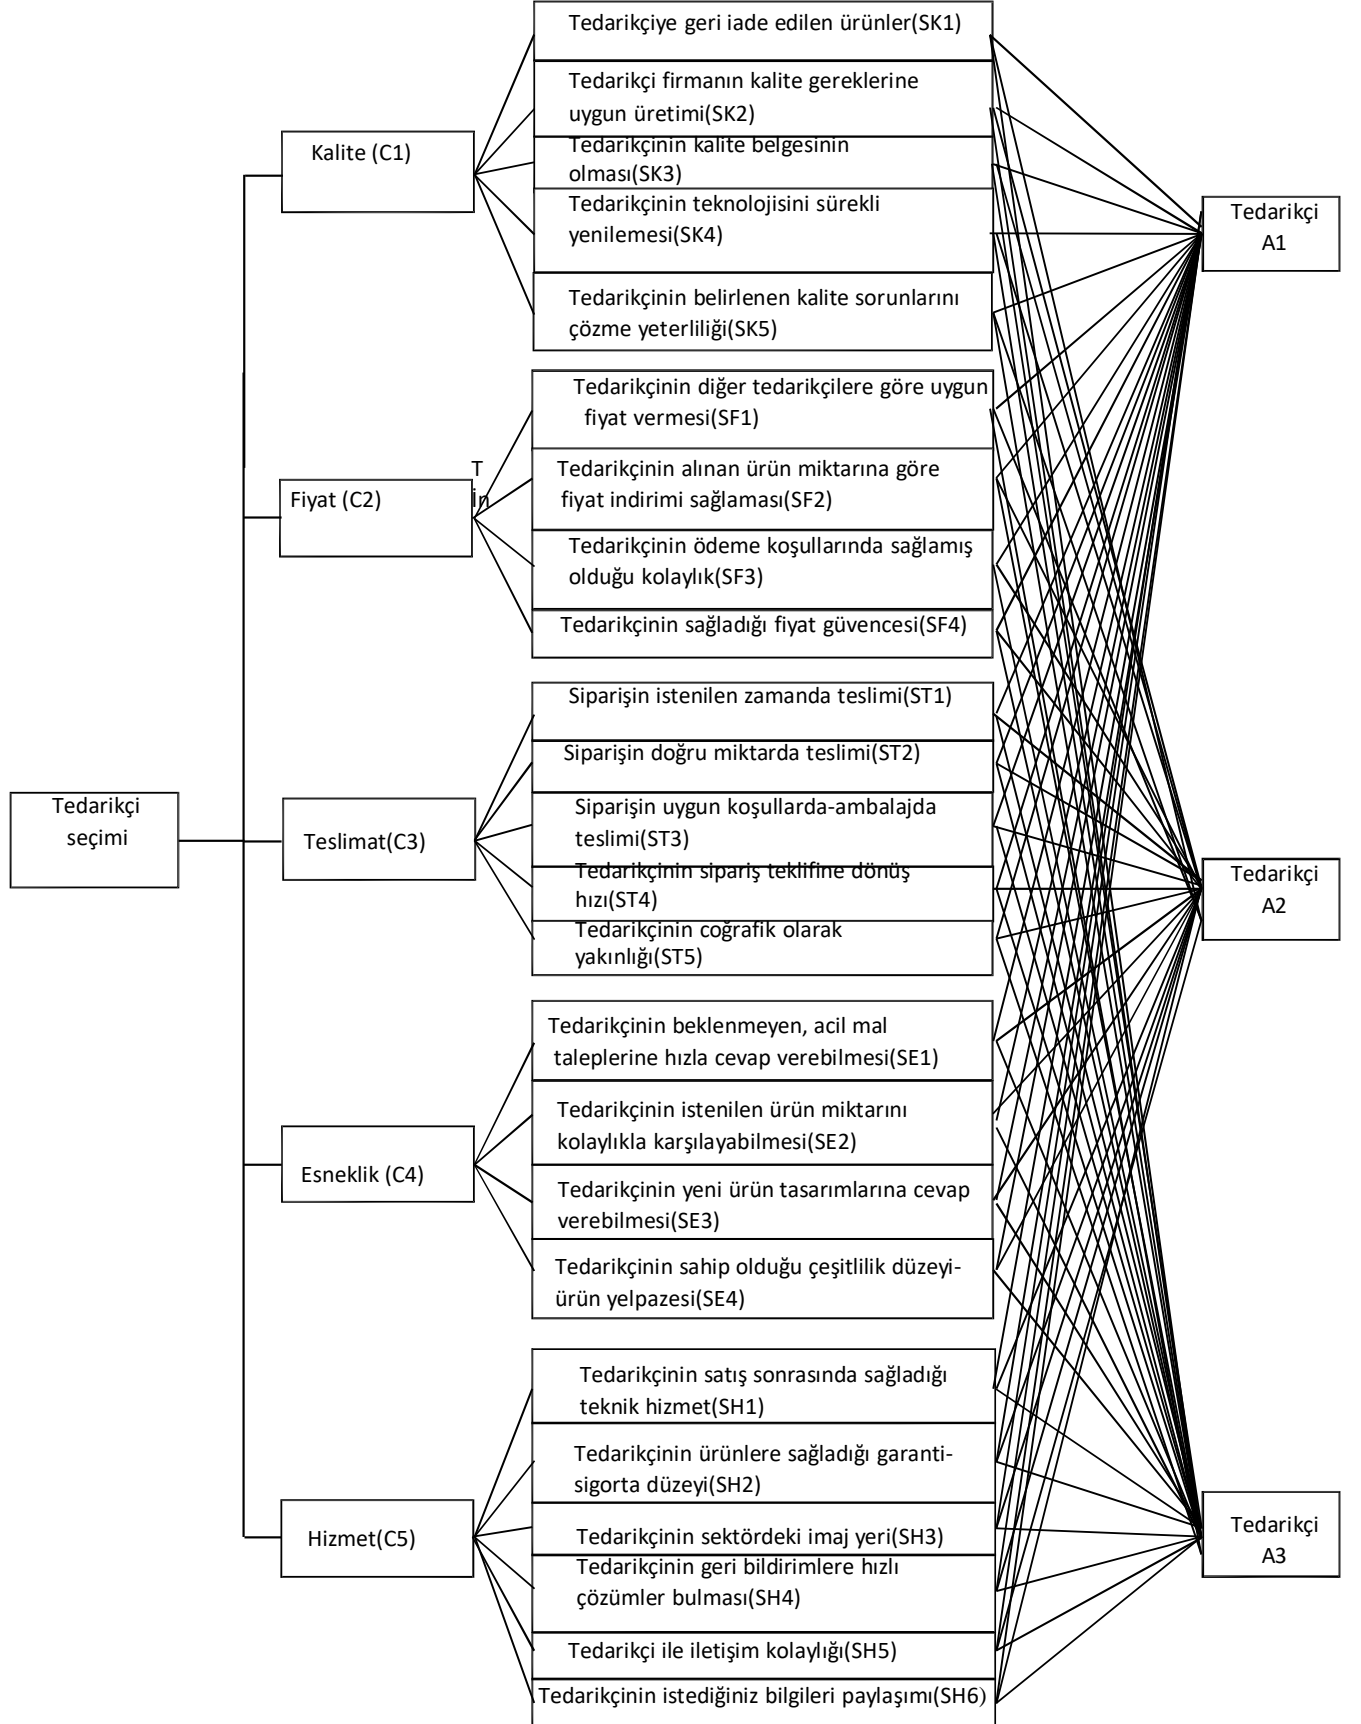 Tedarikçiye geri iade edilen ürünler(SK1)
Tedarikçi firmanın kalite gereklerine
uygun üretimi(SK2)
Kalite (C1)
Tedarikçinin kalite belgesinin
olması(SK3)
Tedarikçinin teknolojisini sürekli
yenilemesi(SK4)
Tedarikçinin belirlenen kalite sorunlarını
çözme yeterliliği(SK5)
Tedarikçi
A1
Tedarikçinin diğer tedarikçilere göre uygun
fiyat vermesi(SF1)
T
in
Fiyat (C2)
Tedarikçinin alınan ürün miktarına göre
fiyat indirimi sağlaması(SF2)
Tedarikçinin ödeme koşullarında sağlamış
olduğu kolaylık(SF3)
Tedarikçinin sağladığı fiyat güvencesi(SF4)
Siparişin istenilen zamanda teslimi(ST1)
Siparişin doğru miktarda teslimi(ST2)
Tedarikçi
seçimi
Teslimat(C3)
Siparişin uygun koşullarda-ambalajda
teslimi(ST3)
Tedarikçinin sipariş teklifine dönüş
hızı(ST4)
Tedarikçinin coğrafik olarak
yakınlığı(ST5)
Tedarikçi
A2
Tedarikçinin beklenmeyen, acil mal
taleplerine hızla cevap verebilmesi(SE1)
Tedarikçinin istenilen ürün miktarını
kolaylıkla karşılayabilmesi(SE2)
Esneklik (C4)
Tedarikçinin yeni ürün tasarımlarına cevap
verebilmesi(SE3)
Tedarikçinin sahip olduğu çeşitlilik düzeyi-
ürün yelpazesi(SE4)
Tedarikçinin satış sonrasında sağladığı
teknik hizmet(SH1)
Tedarikçinin ürünlere sağladığı garanti-
sigorta düzeyi(SH2)
Hizmet(C5)
Tedarikçinin sektördeki imaj yeri(SH3)
Tedarikçinin geri bildirimlere hızlı
çözümler bulması(SH4)
Tedarikçi ile iletişim kolaylığı(SH5)
Tedarikçinin istediğiniz bilgileri paylaşımı(SH6)
Tedarikçi
A3